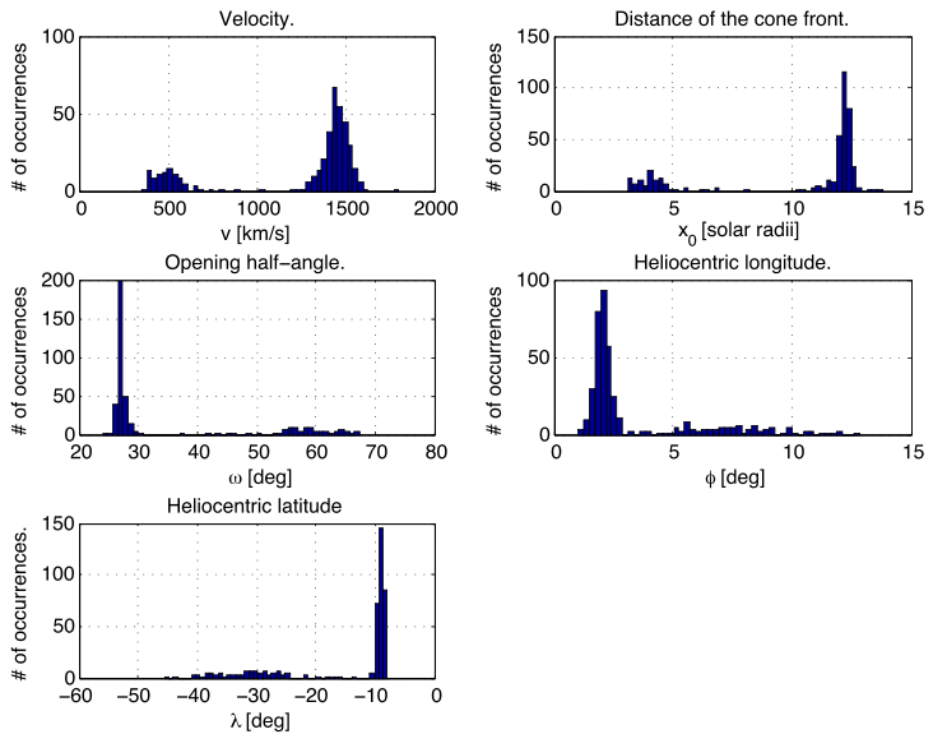 Velocity.
# of occurrences
100
50
0
0 500 1000 1500 2000
v [km/s]
Distance of the cone front.
# of occurrences
150
100
50
0
0 5 10 15
x₀ [solar radii]
Opening half−angle.
# of occurrences
200
150
100
50
0
20 30 40 50 60 70 80
ω [deg]
Heliocentric longitude.
# of occurrences
100
50
0
0 5 10 15
ϕ [deg]
Heliocentric latitude
# of occurrences.
150
100
50
0
−60 −50 −40 −30 −20 −10 0
λ [deg]